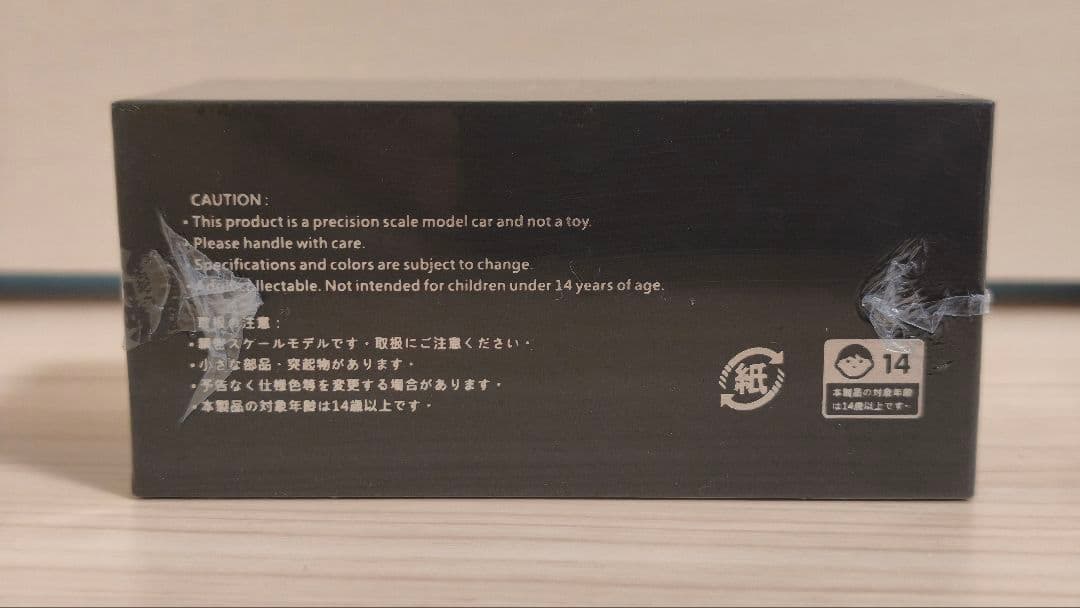 CAUTION :
• This product is a precision scale model car and not a toy.
• Please handle with care.
Specifications and colors are subject to change.
Adult collectable. Not intended for children under 14 years of age.
注意 :
• 精密スケールモデルです・取扱にご注意ください・
• 小さな部品・突起物があります・
• 予告なく仕様色等を変更する場合があります・
• 本製品の対象年齢は14歳以上です・
紙
14
本製品の対象年齢
は14歳以上です~